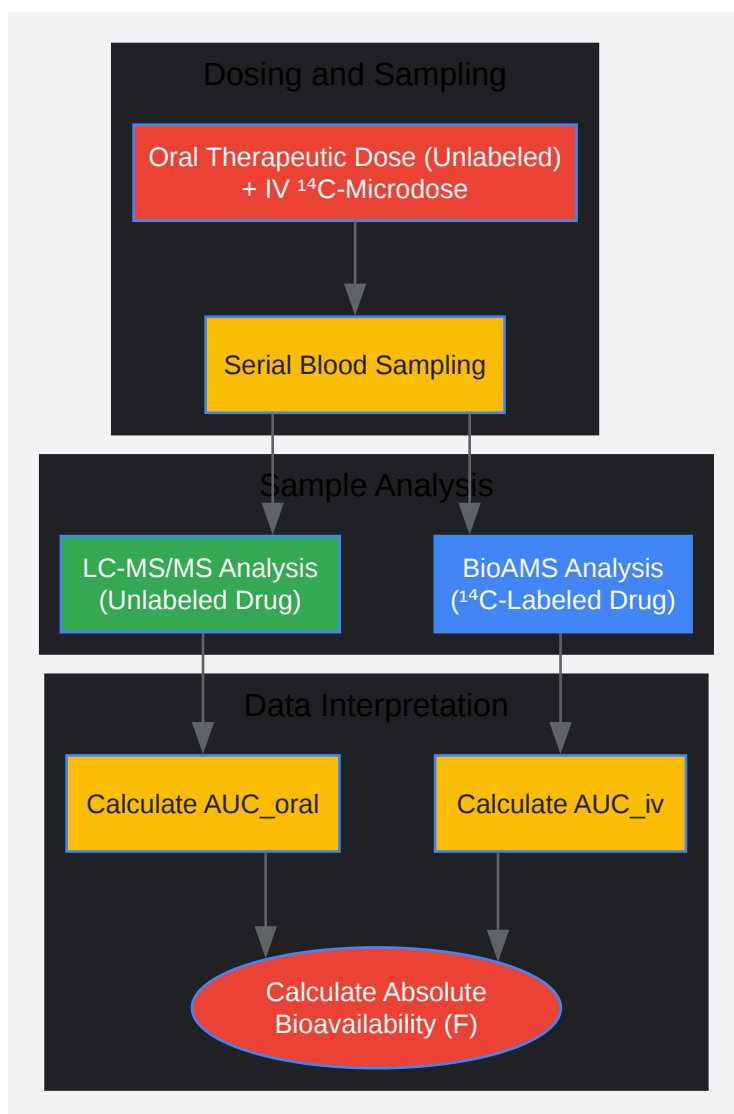 Dosing and Sampling
Oral Therapeutic Dose (Unlabeled)
+ IV ¹⁴C-Microdose
Serial Blood Sampling
Sample Analysis
LC-MS/MS Analysis
(Unlabeled Drug)
BioAMS Analysis
(¹⁴C-Labeled Drug)
Data Interpretation
Calculate AUC_oral
Calculate AUC_iv
Calculate Absolute
Bioavailability (F)